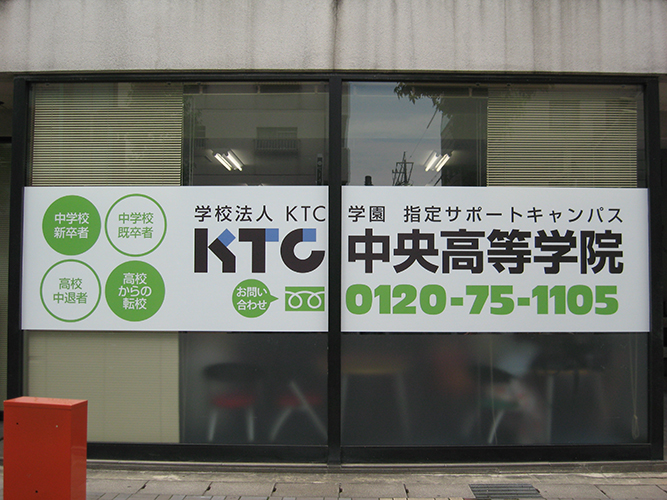 学校法人 KTC 学園 指定サポートキャンパス
KTC 中央高等学院
お問い
合わせ
0120-75-1105
中学校
新卒者
中学校
既卒者
高校
中退者
高校
からの
転校